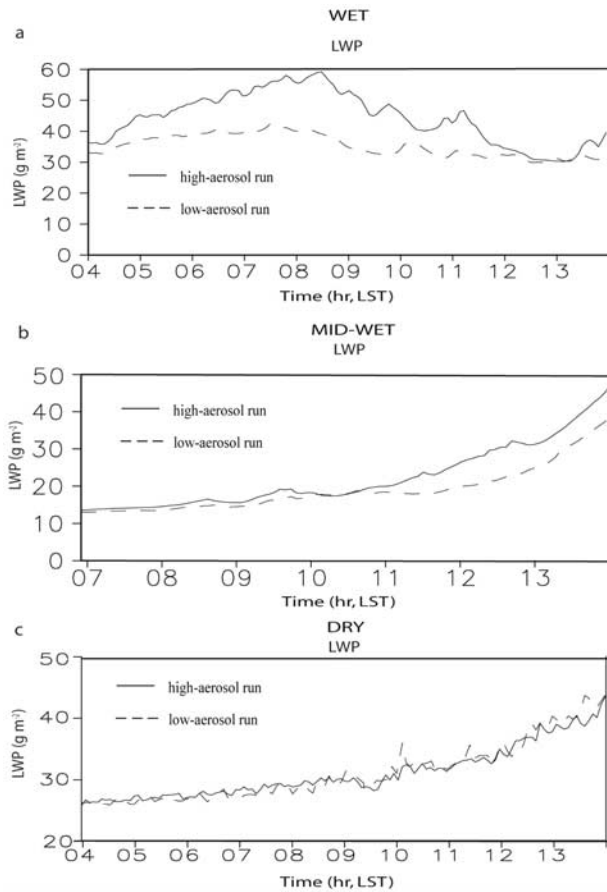 a
WET
LWP
60
50
40
30
20
10
0
LWP (g m⁻²)
high-aerosol run
low-aerosol run
04 05 06 07 08 09 10 11 12 13
Time (hr, LST)
b
MID-WET
LWP
50
40
30
20
10
0
LWP (g m⁻²)
high-aerosol run
low-aerosol run
07 08 09 10 11 12 13
Time (hr, LST)
c
DRY
LWP
50
40
30
20
LWP (g m⁻²)
high-aerosol run
low-aerosol run
04 05 06 07 08 09 10 11 12 13
Time (hr, LST)